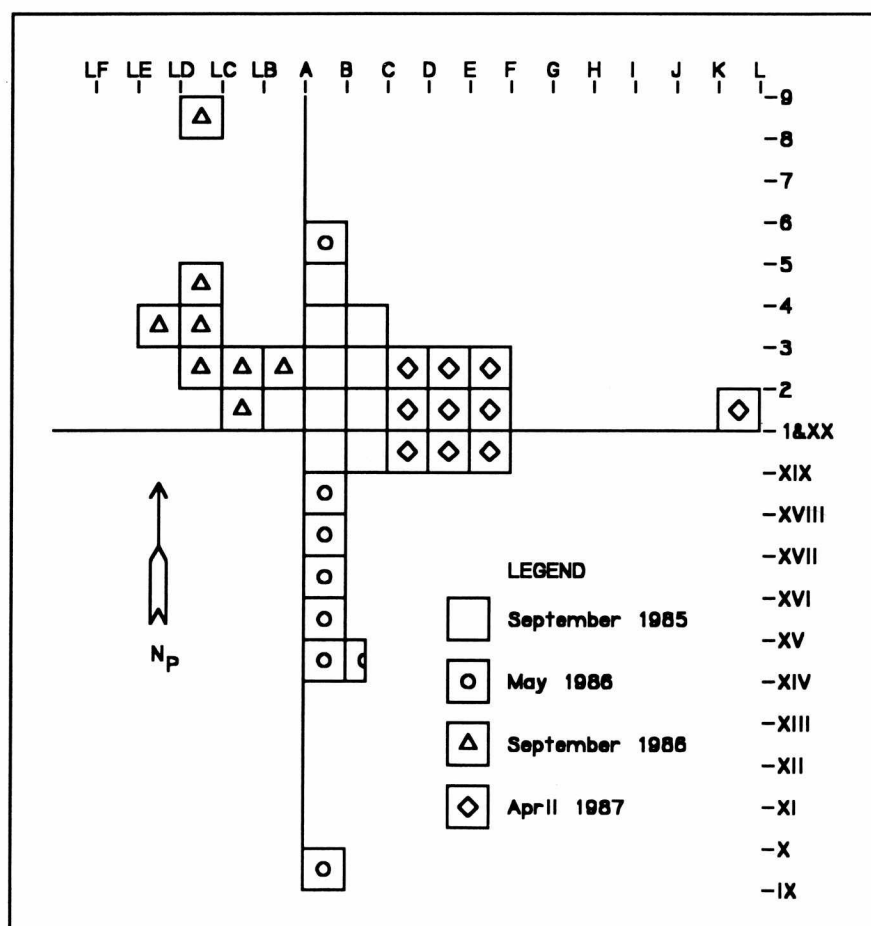 LF LE LD LC LB A B C D E F G H I J K L
-9
-8
-7
-6
-5
-4
-3
-2
-1&XX
-XIX
-XVIII
-XVII
-XVI
-XV
-XIV
-XIII
-XII
-XI
-X
-IX
NP
LEGEND
September 1985
May 1986
September 1986
April 1987